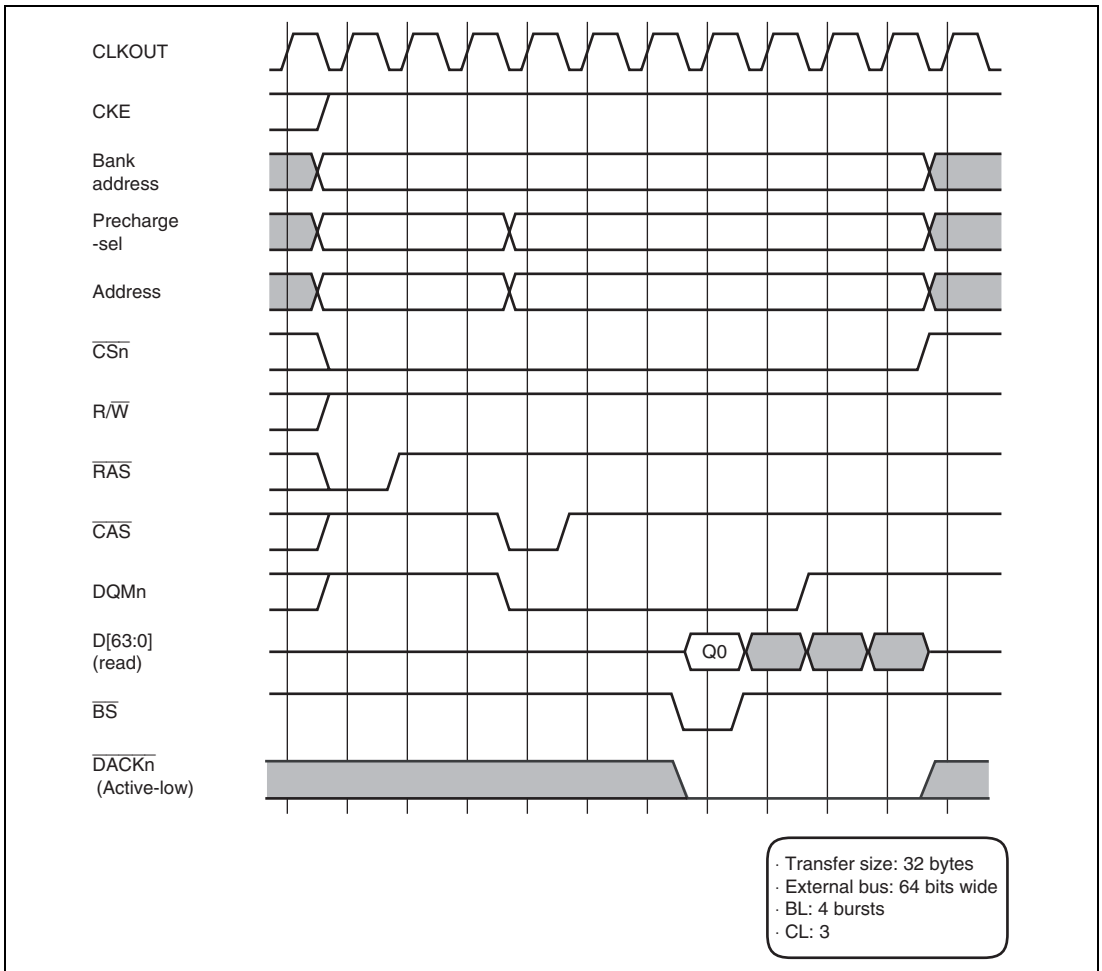 CLKOUT
CKE
Bank
address
Precharge
-sel
Address
CSn
R/W
RAS
CAS
DQMn
D[63:0]
(read)
Q0
BS
DACKn
(Active-low)
· Transfer size: 32 bytes
· External bus: 64 bits wide
· BL: 4 bursts
· CL: 3